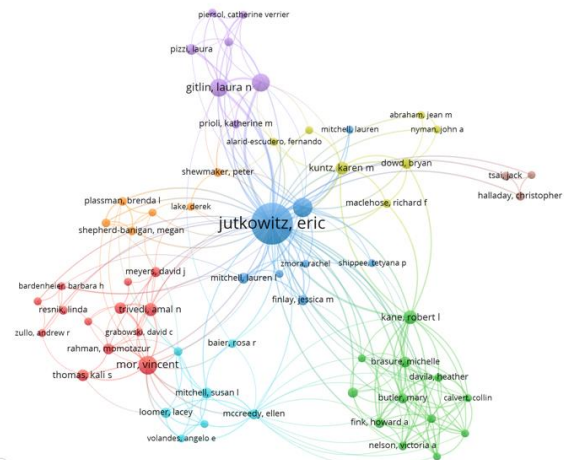 piersol, catherine verrier
pizzi, laura
gitlin, laura n
abraham, jean m
prioli, katherine m
mitchell, lauren
nyman, john a
alarid-escudero, fernando
kuntz, karen m
dowd, bryan
shewmaker, peter
tsai, jack
halladay, christopher
plassman, brenda l
lake, derek
maclehose, richard f
jutkowitz, eric
shepherd-banigan, megan
zmora, rachel
shippee, tetyana p
meyers, david j
mitchell, lauren l
bardenheier, barbara h
finlay, jessica m
resnik, linda
trivedi, amal n
kane, robert l
zullo, andrew r
grabowski, david c
baier, rosa r
rahman, momotazur
mor, vincent
brasure, michelle
thomas, kali s
davila, heather
mitchell, susan l
butler, mary
calvert, collin
loomer, lacey
mccreedy, ellen
fink, howard a
volandes, angelo e
nelson, victoria a